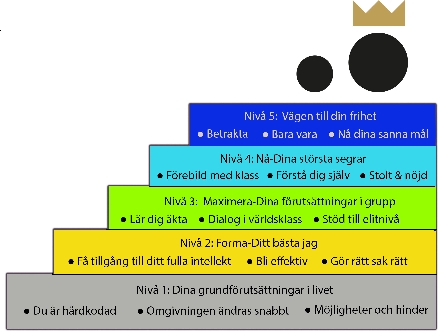 Nivå 5: Vägen till din frihet
● Betrakta ● Bara vara ● Nå dina sanna mål
Nivå 4: Nå-Dina största segrar
● Förebild med klass ● Förstå dig själv ● Stolt & nöjd
Nivå 3: Maximera-Dina förutsättningar i grupp
● Lär dig äkta ● Dialog i världsklass ● Stöd till elitnivå
Nivå 2: Forma-Ditt bästa jag
● Få tillgång till ditt fulla intellekt ● Bli effektiv ● Gör rätt sak rätt
Nivå 1: Dina grundförutsättningar i livet
● Du är hårdkodad ● Omgivningen ändras snabbt ● Möjligheter och hinder